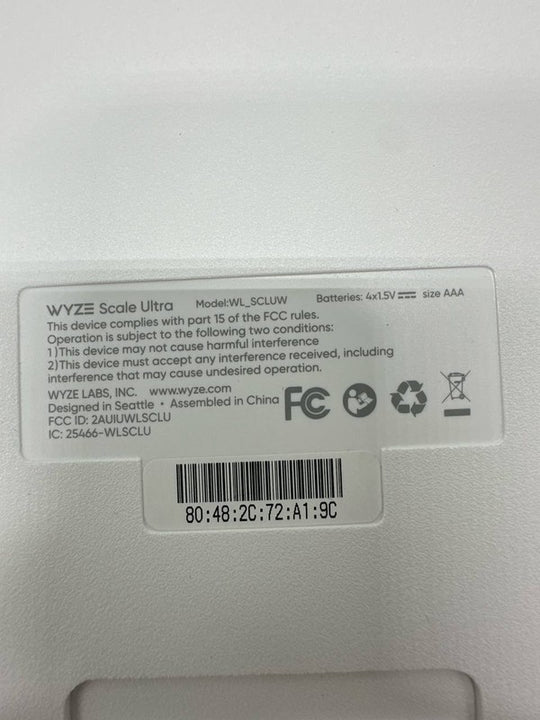 WYZE Scale Ultra Model:WL_SCLUW Batteries: 4x1.5V size AAA
This device complies with part 15 of the FCC rules.
Operation is subject to the following two conditions:
1 )This device may not cause harmful interference
2)This device must accept any interference received, including
interference that may cause undesired operation.
WYZE LABS, INC. www.wyze.com
Designed in Seattle • Assembled in China
FCC ID: 2AUIUWLSCLU
IC: 25466-WLSCLU
FC
80:48:2C:72:A1:9C